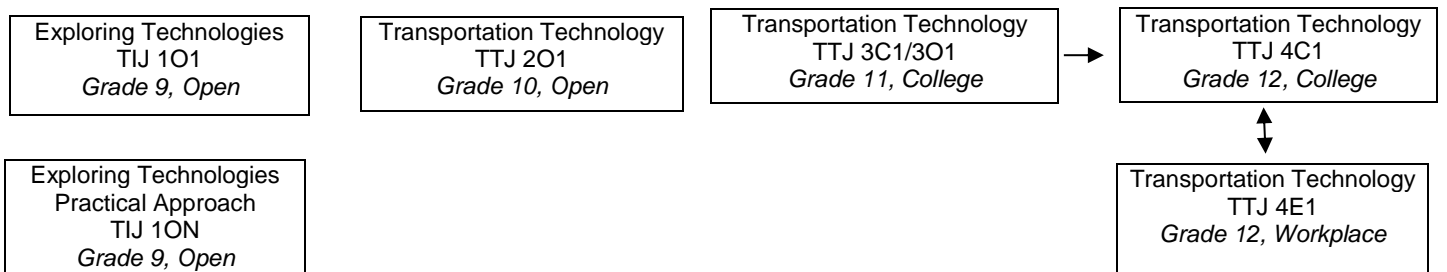 Exploring Technologies
TIJ 1O1
Grade 9, Open
Transportation Technology
TTJ 2O1
Grade 10, Open
Transportation Technology
TTJ 3C1/3O1
Grade 11, College
Transportation Technology
TTJ 4C1
Grade 12, College
Exploring Technologies
Practical Approach
TIJ 1ON
Grade 9, Open
Transportation Technology
TTJ 4E1
Grade 12, Workplace